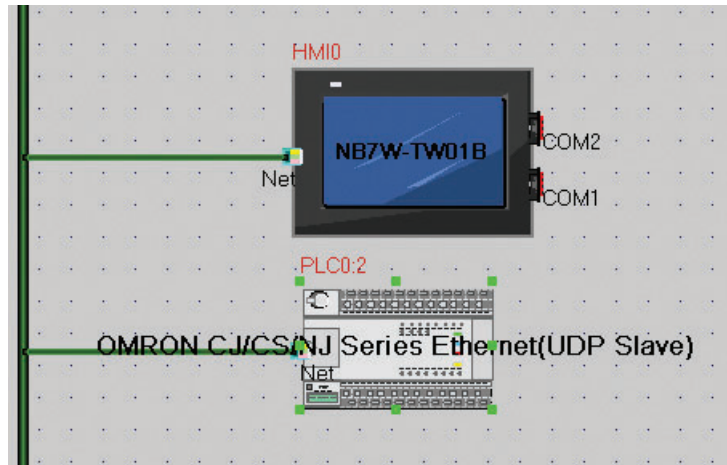 HMI0
NB7W-TW01B
COM2
Net
COM1
PLC0:2
OMRON CJ/CS/NJ Series Ethernet(UDP Slave)
Net